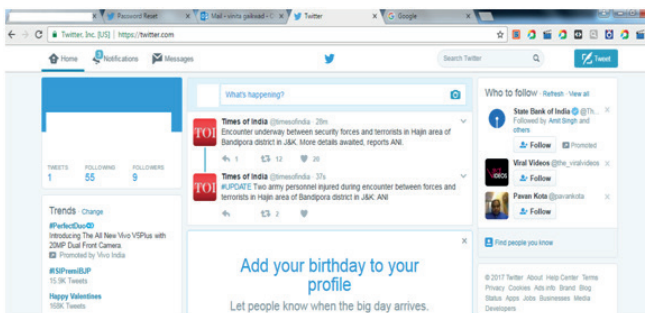 Password Reset
Mail - vinita gaikwad - O
Twitter
Google
Twitter, Inc. [US] | https://twitter.com
Home
Notifications
Messages
Search Twitter
Tweet
What's happening?
Times of India @timesofindia · 28m
Encounter underway between security forces and terrorists in Hajin area of
Bandipora district in J&K. More details awaited, reports ANI.
1 12 20
Times of India @timesofindia · 37s
#UPDATE Two army personnel injured during encounter between forces and
terrorists in Hajin area of Bandipora district in J&K: ANI
2
Add your birthday to your
profile
Let people know when the big day arrives.
TOI
TOI
TWEETS FOLLOWING FOLLOWERS
1 55 9
Trends · Change
#PerfectDuo
Introducing The All New Vivo V5Plus with
20MP Dual Front Camera.
Promoted by Vivo India
#ISIPremiBJP
15.9K Tweets
Happy Valentines
168K Tweets
Who to follow · Refresh · View all
State Bank of India @Th...
Followed by Amit Singh and
others
Follow Promoted
Viral Videos @the_viralvideos
Follow
VIDEOS
Pavan Kota @pavankota
Follow
Find people you know
© 2017 Twitter About Help Center Terms
Privacy Cookies Ads info Brand Blog
Status Apps Jobs Businesses Media
Developers